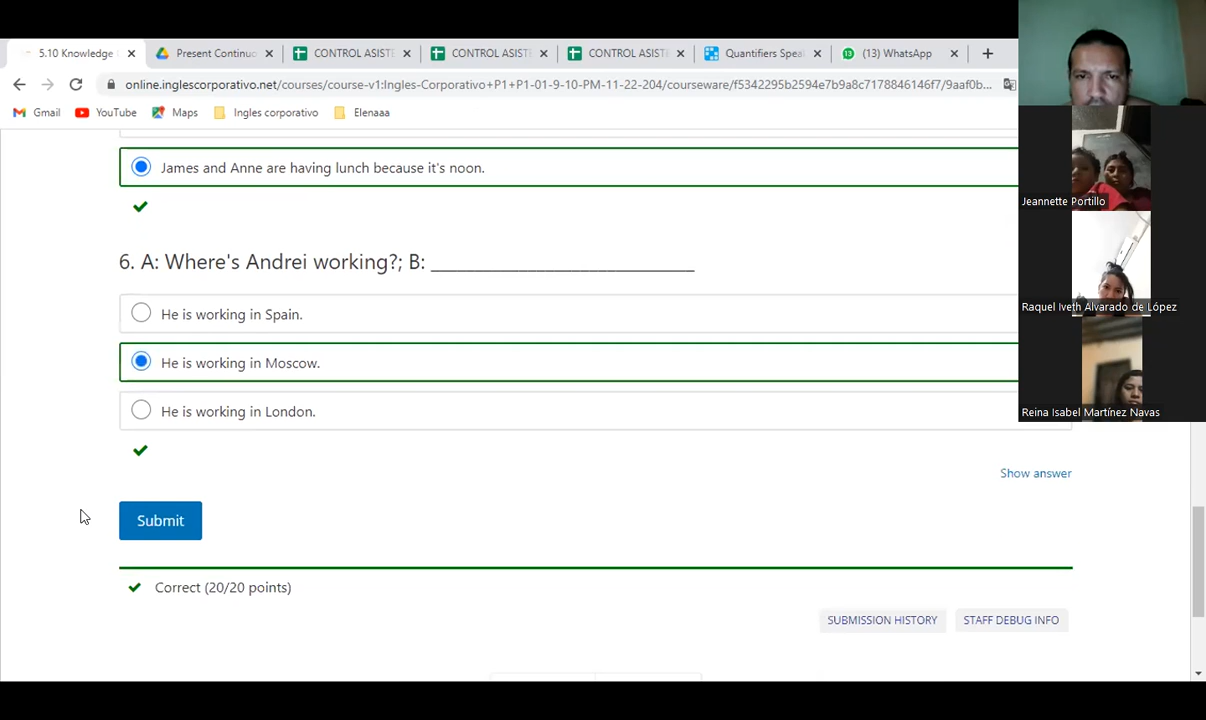 5.10 Knowledge
Present Continuo
CONTROL ASIST
CONTROL ASIST
CONTROL ASIST
Quantifiers Spea
(13) WhatsApp
online.inglescorporativo.net/courses/course-v1:Ingles-Corporativo+P1+P1-01-9-10-PM-11-22-204/courseware/f5342295b2594e7b9a8c7178846146f7/9aaf0b...
Gmail
YouTube
Maps
Ingles corporativo
Elenaaa
James and Anne are having lunch because it's noon.
6. A: Where's Andrei working?; B: ________________________
He is working in Spain.
He is working in Moscow.
He is working in London.
Show answer
Submit
Correct (20/20 points)
SUBMISSION HISTORY
STAFF DEBUG INFO
Jeannette Portillo
Raquel Iveth Alvarado de López
Reina Isabel Martínez Navas